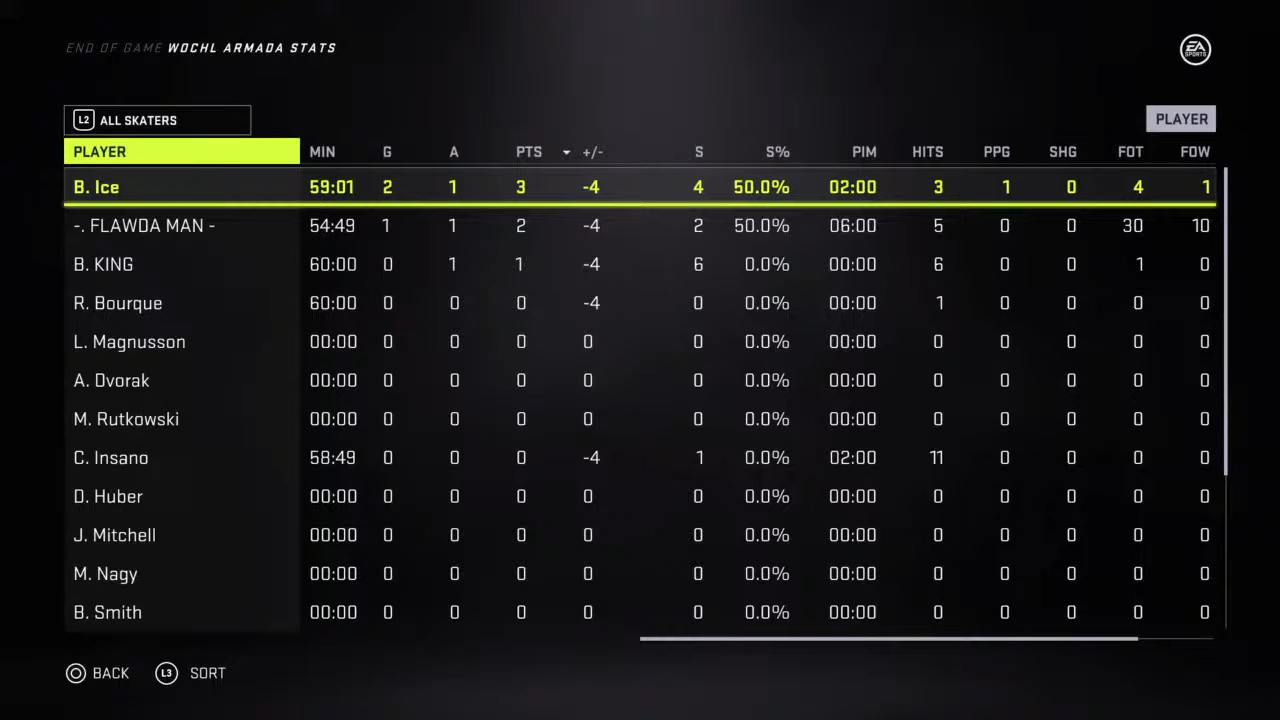 END OF GAME WOCHL ARMADA STATS
EA SPORTS
L2 ALL SKATERS
PLAYER
PLAYER MIN G A PTS +/- S S% PIM HITS PPG SHG FOT FOW
B. Ice 59:01 2 1 3 -4 4 50.0% 02:00 3 1 0 4 1
-. FLAWDA MAN - 54:49 1 1 2 -4 2 50.0% 06:00 5 0 0 30 10
B. KING 60:00 0 1 1 -4 6 0.0% 00:00 6 0 0 1 0
R. Bourque 60:00 0 0 0 -4 0 0.0% 00:00 1 0 0 0 0
L. Magnusson 00:00 0 0 0 0 0 0.0% 00:00 0 0 0 0 0
A. Dvorak 00:00 0 0 0 0 0 0.0% 00:00 0 0 0 0 0
M. Rutkowski 00:00 0 0 0 0 0 0.0% 00:00 0 0 0 0 0
C. Insano 58:49 0 0 0 -4 1 0.0% 02:00 11 0 0 0 0
D. Huber 00:00 0 0 0 0 0 0.0% 00:00 0 0 0 0 0
J. Mitchell 00:00 0 0 0 0 0 0.0% 00:00 0 0 0 0 0
M. Nagy 00:00 0 0 0 0 0 0.0% 00:00 0 0 0 0 0
B. Smith 00:00 0 0 0 0 0 0.0% 00:00 0 0 0 0 0
BACK L3 SORT